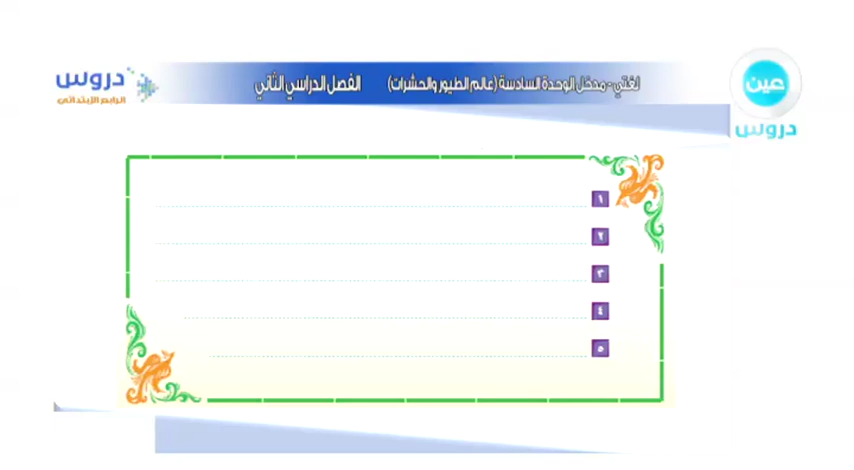 لغتي - مدخل الوحدة السادسة (عالم الطيور والحشرات) الفصل الدراسي الثاني
عين
دروس
دروس
الرابع الإبتدائي
١
٢
٣
٤
٥